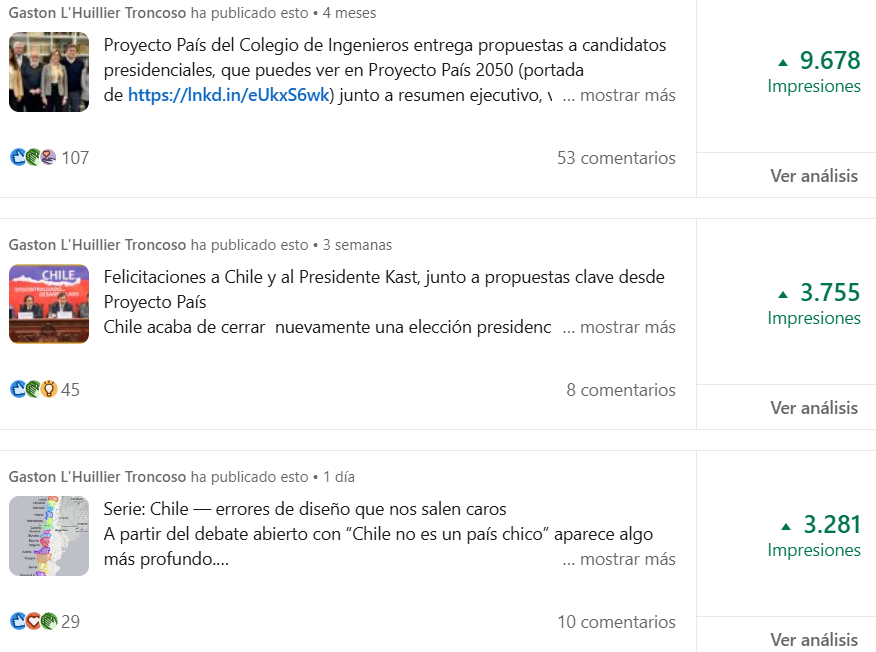 Gaston L'Huillier Troncoso ha publicado esto • 4 meses
Proyecto País del Colegio de Ingenieros entrega propuestas a candidatos
presidenciales, que puedes ver en Proyecto País 2050 (portada
de https://lnkd.in/eUkxS6wk) junto a resumen ejecutivo, v ... mostrar más
9.678
Impresiones
107
53 comentarios
Ver análisis
Gaston L'Huillier Troncoso ha publicado esto • 3 semanas
CHILE
Felicitaciones a Chile y al Presidente Kast, junto a propuestas clave desde
Proyecto País
Chile acaba de cerrar nuevamente una elección presidenc ... mostrar más
3.755
Impresiones
45
8 comentarios
Ver análisis
Gaston L'Huillier Troncoso ha publicado esto • 1 día
Serie: Chile — errores de diseño que nos salen caros
A partir del debate abierto con “Chile no es un país chico” aparece algo
más profundo.... ... mostrar más
3.281
Impresiones
29
10 comentarios
Ver análisis